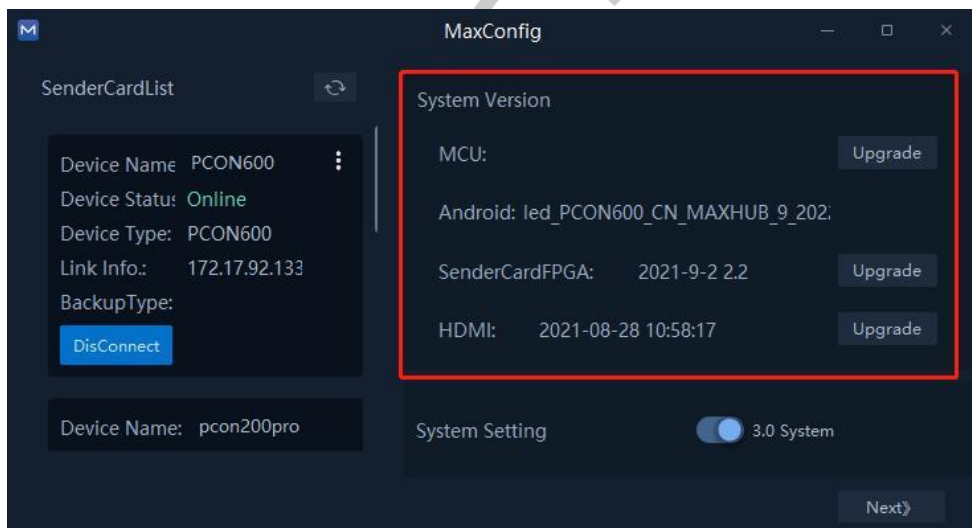 MaxConfig
SenderCardList
Device Name PCON600
Device Status Online
Device Type: PCON600
Link Info.: 172.17.92.133
BackupType:
DisConnect
Device Name: pcon200pro
System Version
MCU: Upgrade
Android: led_PCON600_CN_MAXHUB_9_202
SenderCardFPGA: 2021-9-2 2.2 Upgrade
HDMI: 2021-08-28 10:58:17 Upgrade
System Setting 3.0 System
Next》